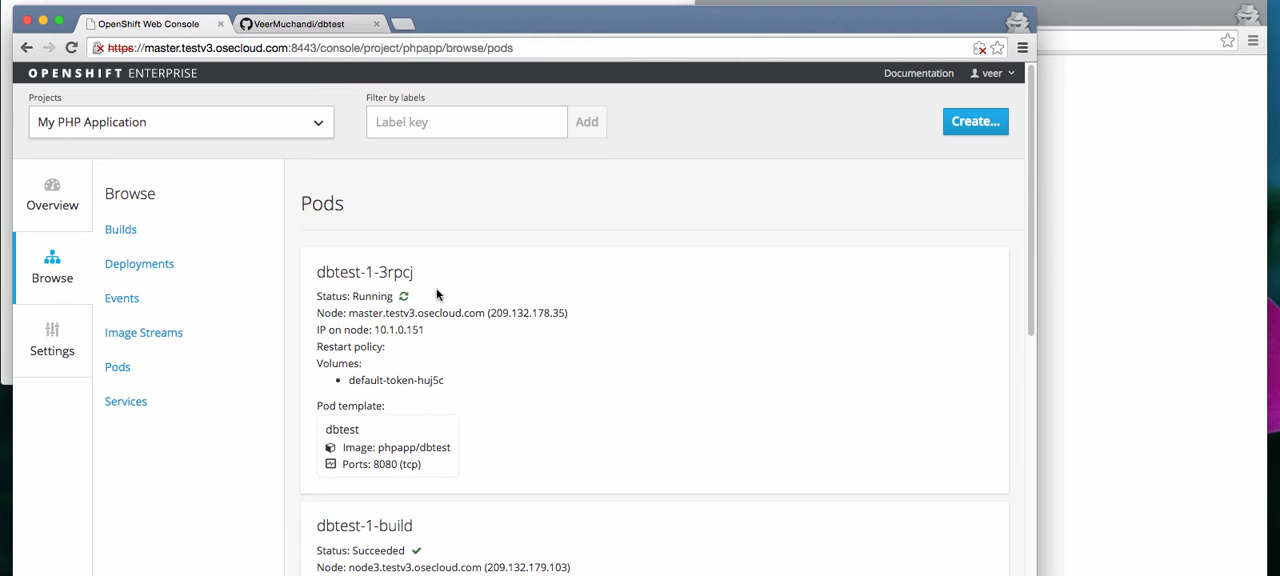 OpenShift Web Console
VeerMuchandi/dbtest
https://master.testv3.osecloud.com:8443/console/project/phpapp/browse/pods
OPENSHIFT ENTERPRISE
Documentation
veer
Projects
Filter by labels
My PHP Application
Label key
Add
Create...
Overview
Browse
Settings
Browse
Builds
Deployments
Events
Image Streams
Pods
Services
Pods
dbtest-1-3rpcj
Status: Running
Node: master.testv3.osecloud.com (209.132.178.35)
IP on node: 10.1.0.151
Restart policy:
Volumes:
• default-token-huj5c
Pod template:
dbtest
Image: phpapp/dbtest
Ports: 8080 (tcp)
dbtest-1-build
Status: Succeeded
Node: node3.testv3.osecloud.com (209.132.179.103)